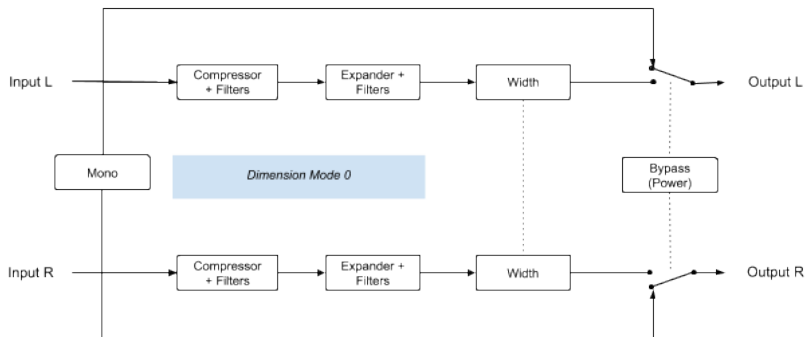 Input L
Compressor
+ Filters
Expander +
Filters
Width
Output L
Mono
Dimension Mode 0
Bypass
(Power)
Input R
Compressor
+ Filters
Expander +
Filters
Width
Output R